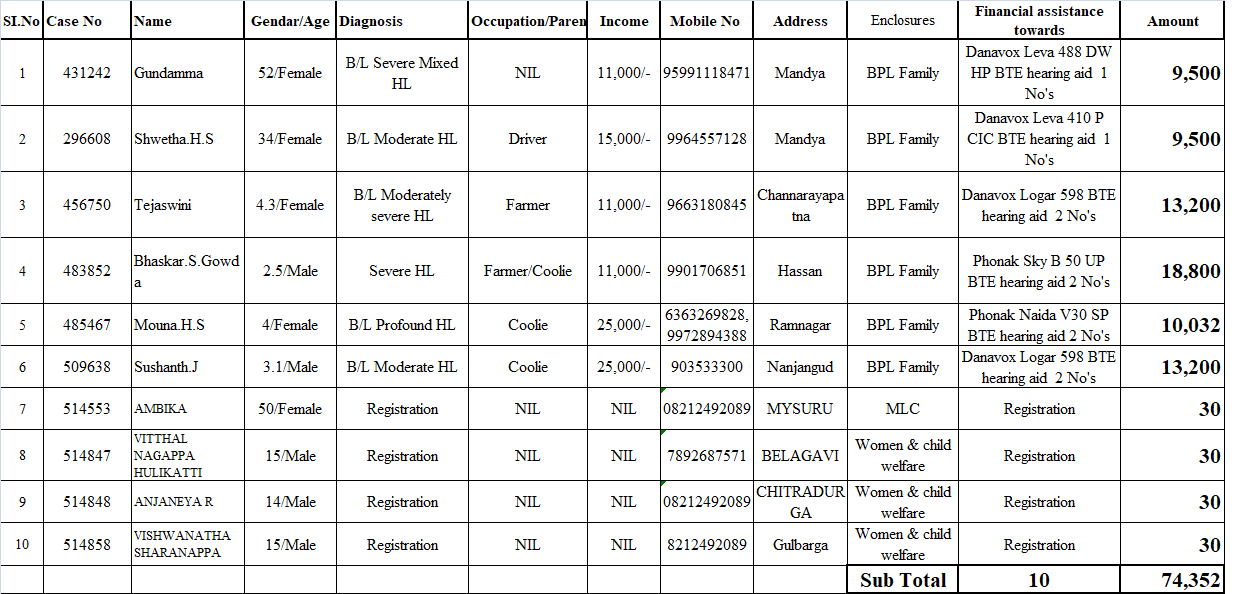 SI.No Case No Name Gendar/Age Diagnosis Occupation/Paren Income Mobile No Address Enclosures Financial assistance towards Amount
1 431242 Gundamma 52/Female B/L Severe Mixed HL NIL 11,000/- 95991118471 Mandya BPL Family Danavox Leva 488 DW HP BTE hearing aid 1 No's 9,500
2 296608 Shwetha.H.S 34/Female B/L Moderate HL Driver 15,000/- 9964557128 Mandya BPL Family Danavox Leva 410 P CIC BTE hearing aid 1 No's 9,500
3 456750 Tejaswini 4.3/Female B/L Moderately severe HL Farmer 11,000/- 9663180845 Channarayapa tna BPL Family Danavox Logar 598 BTE hearing aid 2 No's 13,200
4 483852 Bhaskar.S.Gowd a 2.5/Male Severe HL Farmer/Coolie 11,000/- 9901706851 Hassan BPL Family Phonak Sky B 50 UP BTE hearing aid 2 No's 18,800
5 485467 Mouna.H.S 4/Female B/L Profound HL Coolie 25,000/- 6363269828, 9972894388 Ramnagar BPL Family Phonak Naida V30 SP BTE hearing aid 2 No's 10,032
6 509638 Sushanth.J 3.1/Male B/L Moderate HL Coolie 25,000/- 903533300 Nanjangud BPL Family Danavox Logar 598 BTE hearing aid 2 No's 13,200
7 514553 AMBIKA 50/Female Registration NIL NIL 08212492089 MYSURU MLC Registration 30
8 514847 VITTHAL NAGAPPA HULIKATTI 15/Male Registration NIL NIL 7892687571 BELAGAVI Women & child welfare Registration 30
9 514848 ANJANEYA R 14/Male Registration NIL NIL 08212492089 CHITRADUR GA Women & child welfare Registration 30
10 514858 VISHWANATHA SHARANAPPA 15/Male Registration NIL NIL 8212492089 Gulbarga Women & child welfare Registration 30
Sub Total 10 74,352